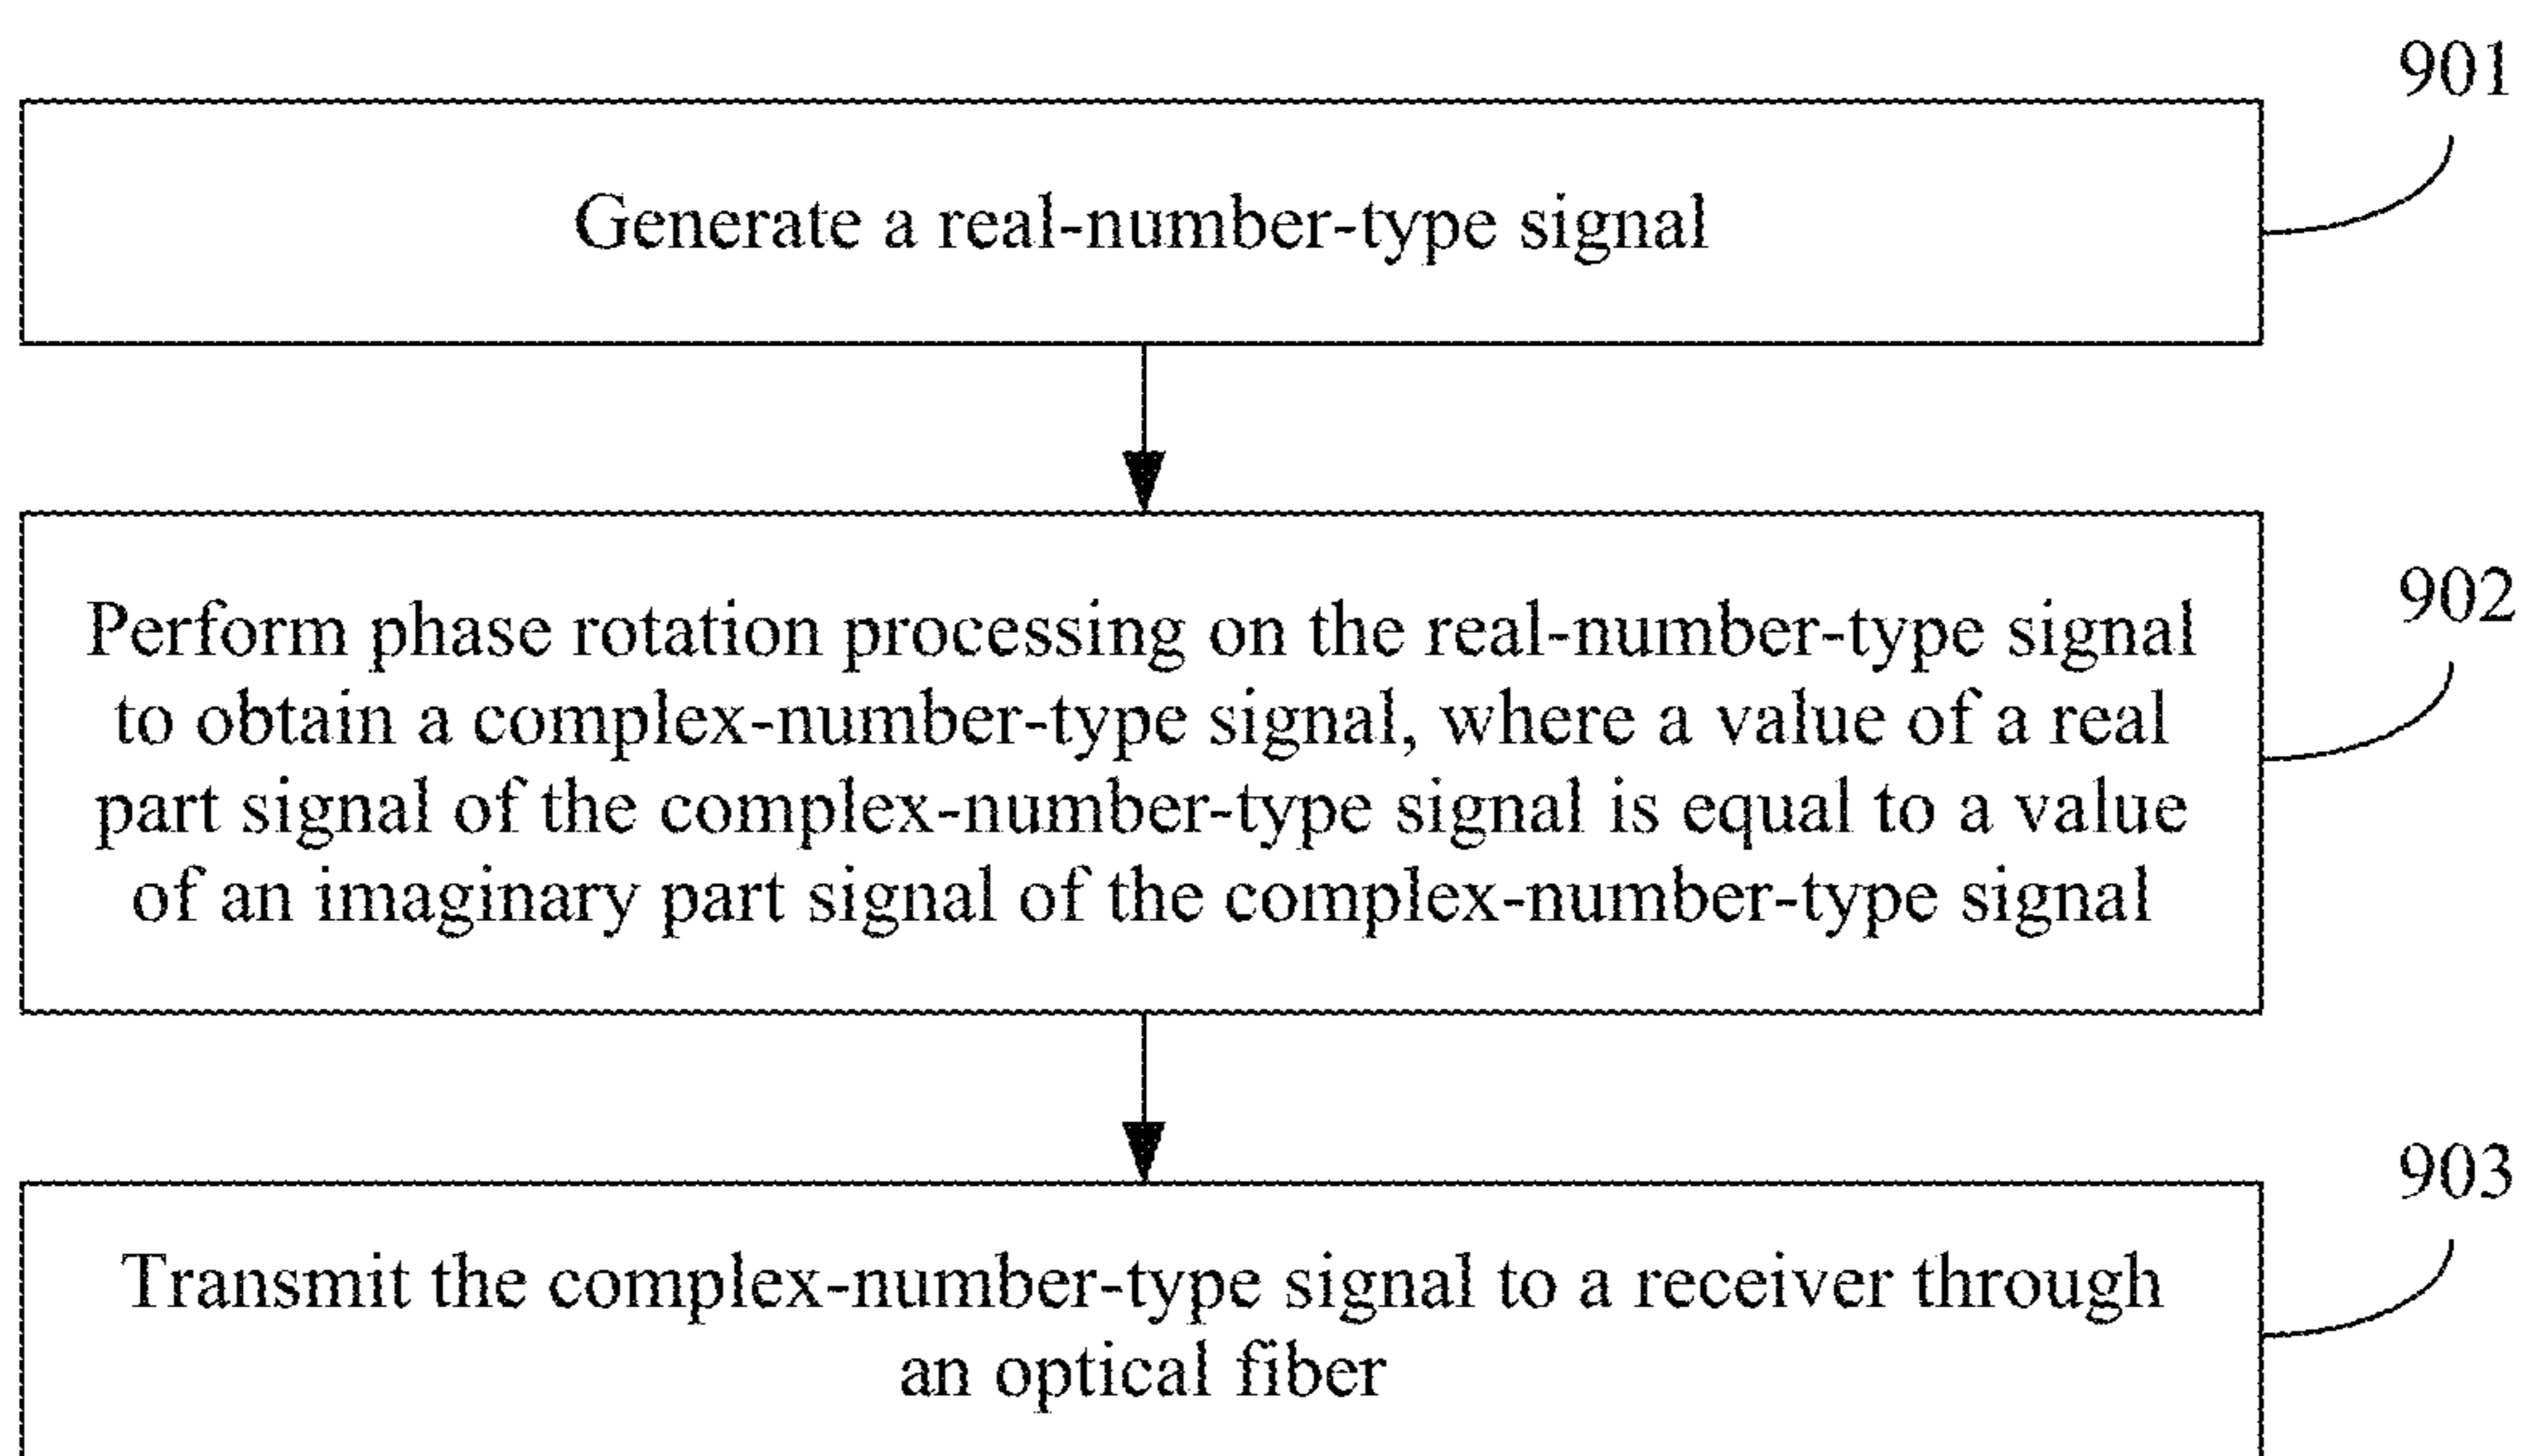 901
Generate a real-number-type signal
902
Perform phase rotation processing on the real-number-type signal
to obtain a complex-number-type signal, where a value of a real
part signal of the complex-number-type signal is equal to a value
of an imaginary part signal of the complex-number-type signal
903
Transmit the complex-number-type signal to a receiver through
an optical fiber